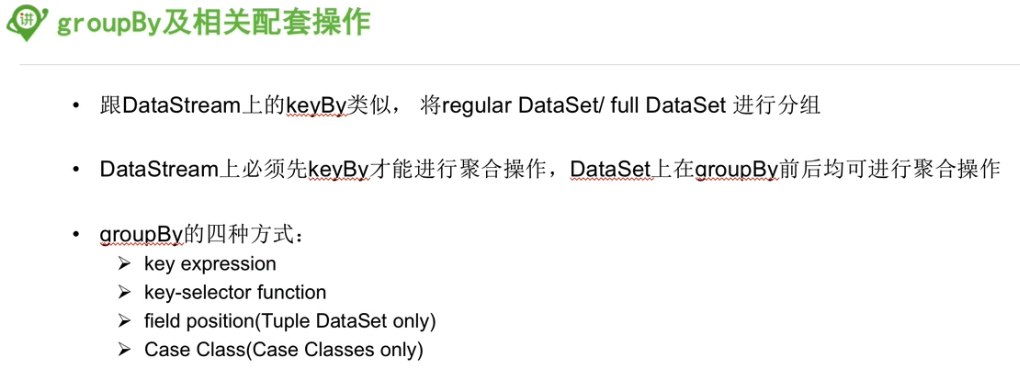 讲
groupBy及相关配套操作
• 跟DataStream上的keyBy类似， 将regular DataSet/ full DataSet 进行分组
• DataStream上必须先keyBy才能进行聚合操作，DataSet上在groupBy前后均可进行聚合操作
• groupBy的四种方式：
➢ key expression
➢ key-selector function
➢ field position(Tuple DataSet only)
➢ Case Class(Case Classes only)